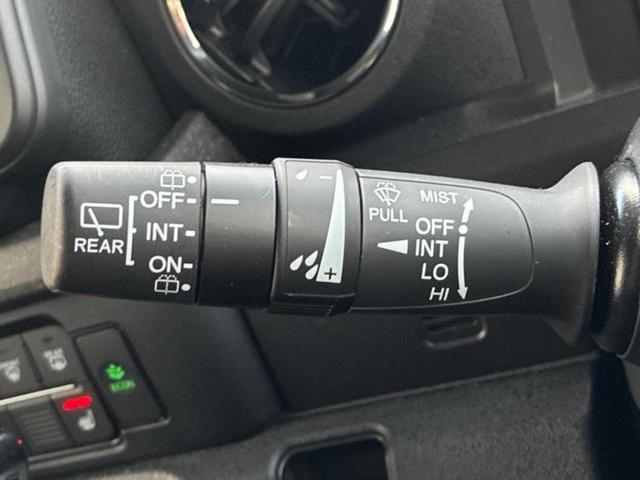 REAR
OFF
INT
ON
−
+
PULL
MIST
OFF
INT
LO
HI
ECON